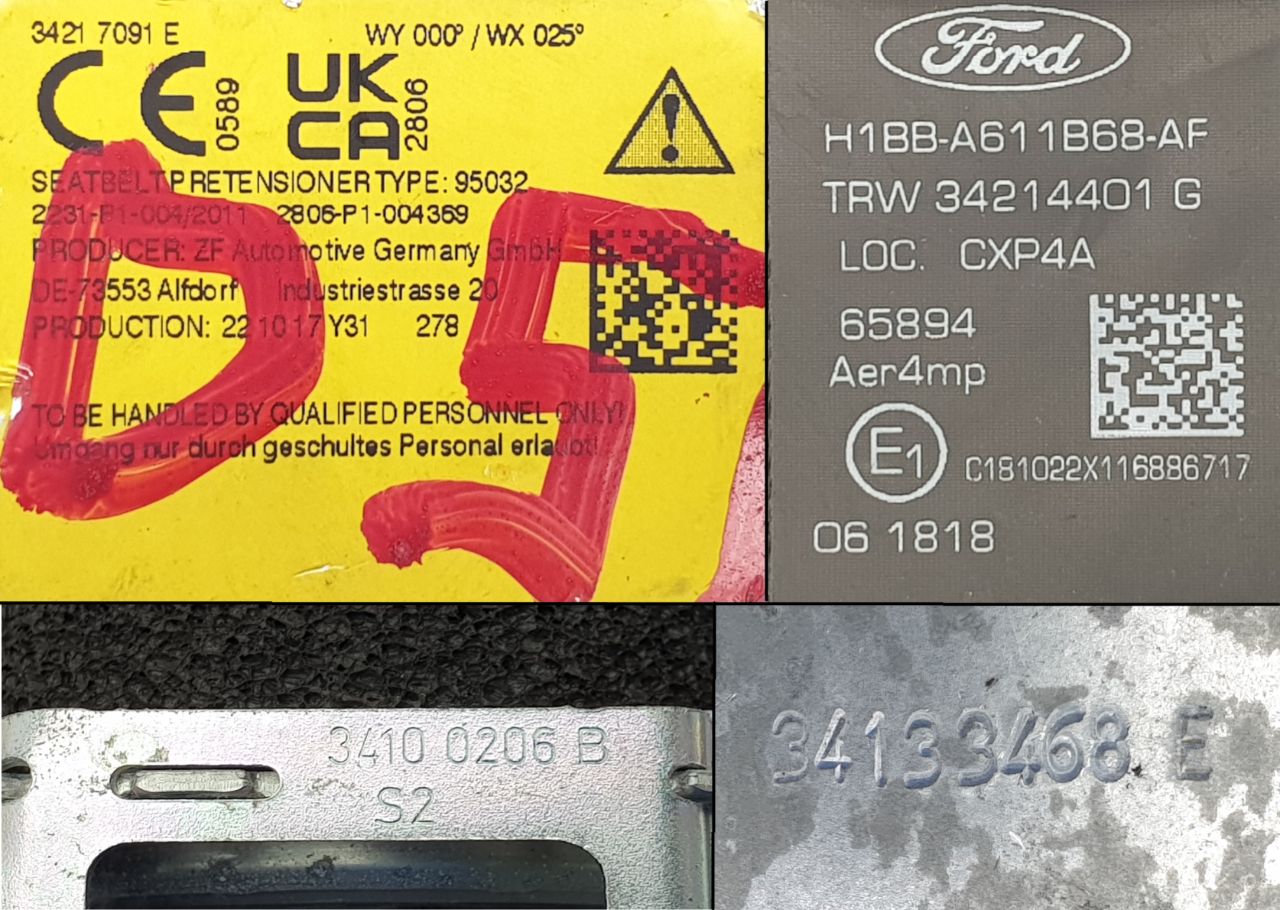 3421 7091 E WY 000° / WX 025°
CE 0589 UK CA 2806
SEATBELT PRETENSIONER TYPE: 95032
2231-P1-004/2011 2806-P1-004369
PRODUCER: ZF Automotive Germany GmbH
DE-73553 Alfdorf Industriestrasse 20
PRODUCTION: 22 10 17 Y31 278
TO BE HANDLED BY QUALIFIED PERSONNEL ONLY!
Umgang nur durch geschultes Personal erlaubt!
D5
Ford
H1BB-A611B68-AF
TRW 34214401 G
LOC. CXP4A
65894
Aer4mp
E1 C181022X116886717
06 1818
3410 0206 B
S2
34133468 E